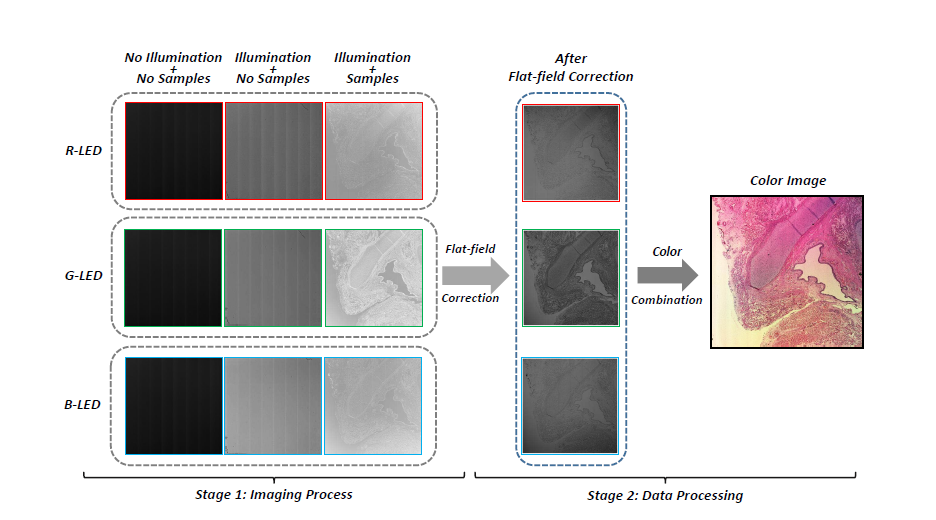 No Illumination
+
No Samples
Illumination
+
No Samples
Illumination
+
Samples
After
Flat-field Correction
R-LED
Color Image
G-LED
Flat-field
Correction
Color
Combination
B-LED
Stage 1: Imaging Process
Stage 2: Data Processing